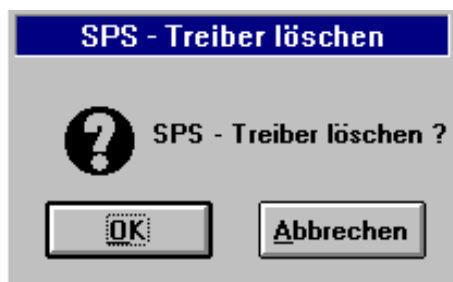 SPS - Treiber löschen
SPS - Treiber löschen ?
OK
Abbrechen